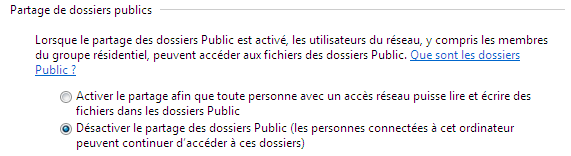 Partage de dossiers publics
Lorsque le partage des dossiers Public est activé, les utilisateurs du réseau, y compris les membres
du groupe résidentiel, peuvent accéder aux fichiers des dossiers Public. Que sont les dossiers
Public ?
Activer le partage afin que toute personne avec un accès réseau puisse lire et écrire des
fichiers dans les dossiers Public
Désactiver le partage des dossiers Public (les personnes connectées à cet ordinateur
peuvent continuer d'accéder à ces dossiers)